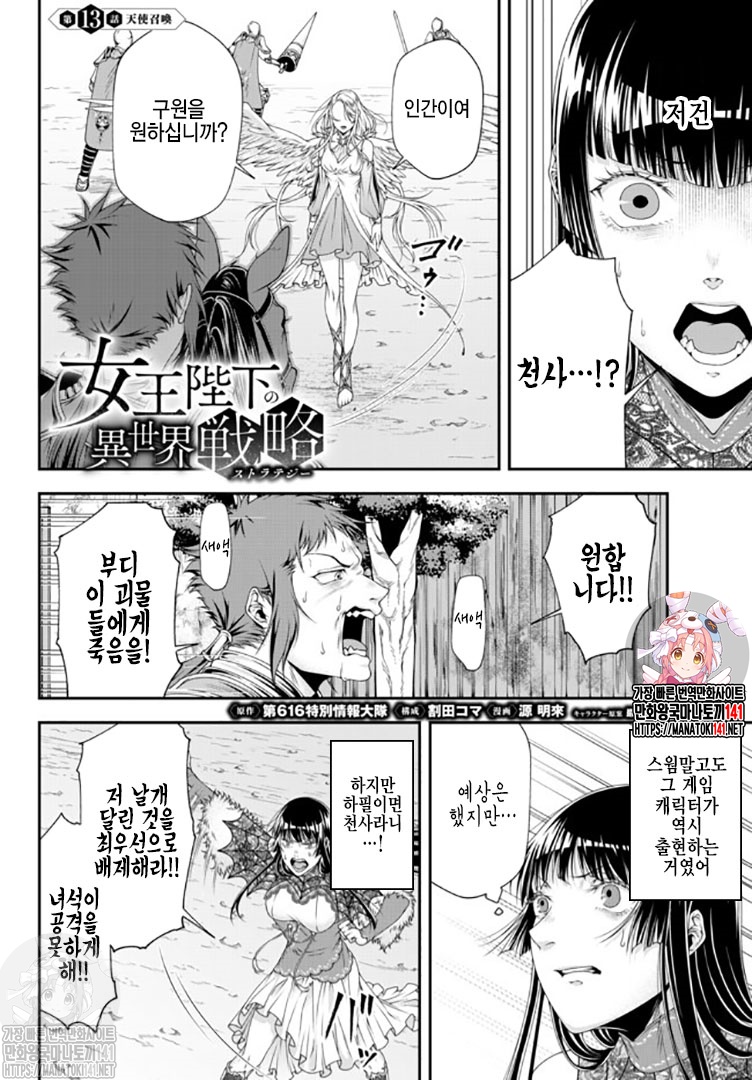 第13話 天使召喚
저건
천사…!?
인간이여
구원을
원하십니까?
ゴゥ…
女王陛下の
異世界戦略
ストラテジー
원합
니다!!
새액
새액
부디
이 괴물
들에게
죽음을!
原作 第616特別情報大隊 構成 割田コマ 漫画 源 明來 キャラクター原案
가장 빠른 번역만화사이트
만화왕국마나토끼141
HTTPS://MANATOKI141.NET
스웜말고도
그 게임
캐릭터가
역시
출현하는
거였어
예상은
했지만…
하지만
하필이면
천사라니
…!
저 날개
달린 것을
최우선으로
배제해라!!
녀석이
공격을
못하게
해!!
가장 빠른 번역만화사이트
만화왕국마나토끼141
HTTPS://MANATOKI141.NET